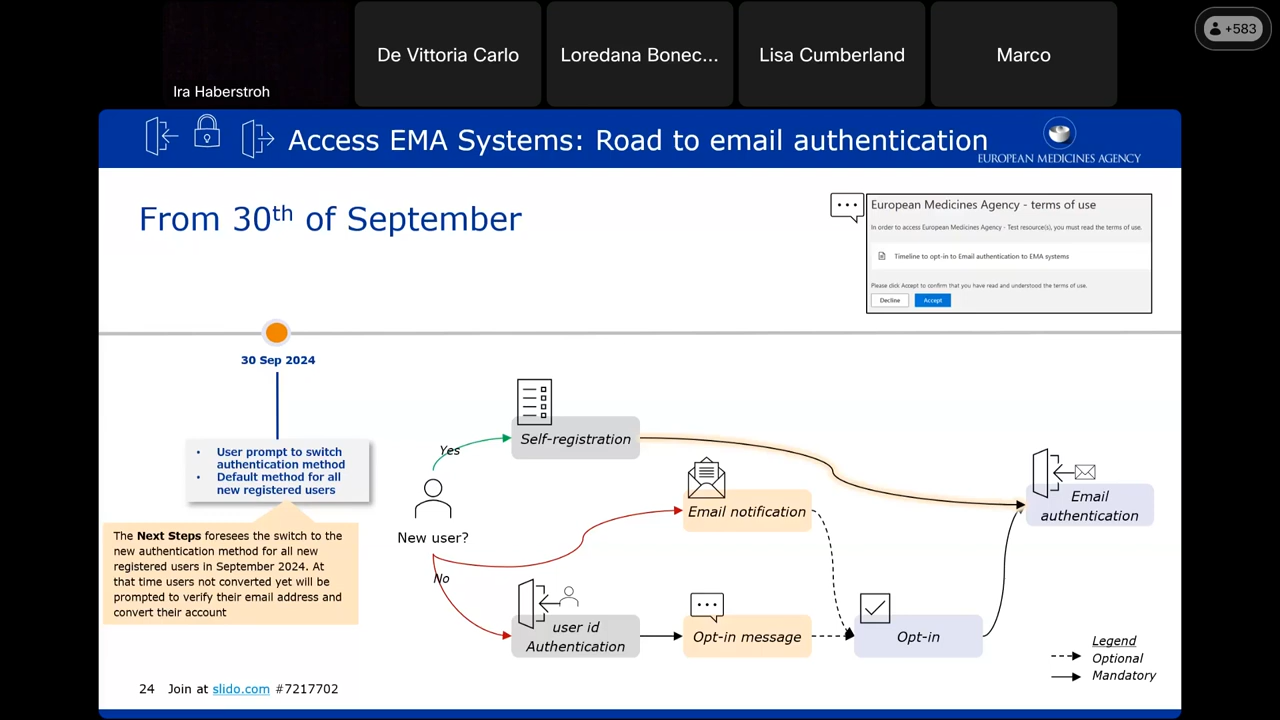 +583
De Vittoria Carlo
Loredana Bonec...
Lisa Cumberland
Marco
Ira Haberstroh
Access EMA Systems: Road to email authentication
EUROPEAN MEDICINES AGENCY
From 30th of September
European Medicines Agency - terms of use
In order to access European Medicines Agency - Test resource(s), you must read the terms of use.
Timeline to opt-in to Email authentication to EMA systems
Please click Accept to confirm that you have read and understood the terms of use.
Decline
Accept
30 Sep 2024
• User prompt to switch
authentication method
• Default method for all
new registered users
The Next Steps foresees the switch to the
new authentication method for all new
registered users in September 2024. At
that time users not converted yet will be
prompted to verify their email address and
convert their account
Yes
Self-registration
New user?
No
Email notification
Email
authentication
user id
Authentication
Opt-in message
Opt-in
Legend
Optional
Mandatory
24 Join at slido.com #7217702